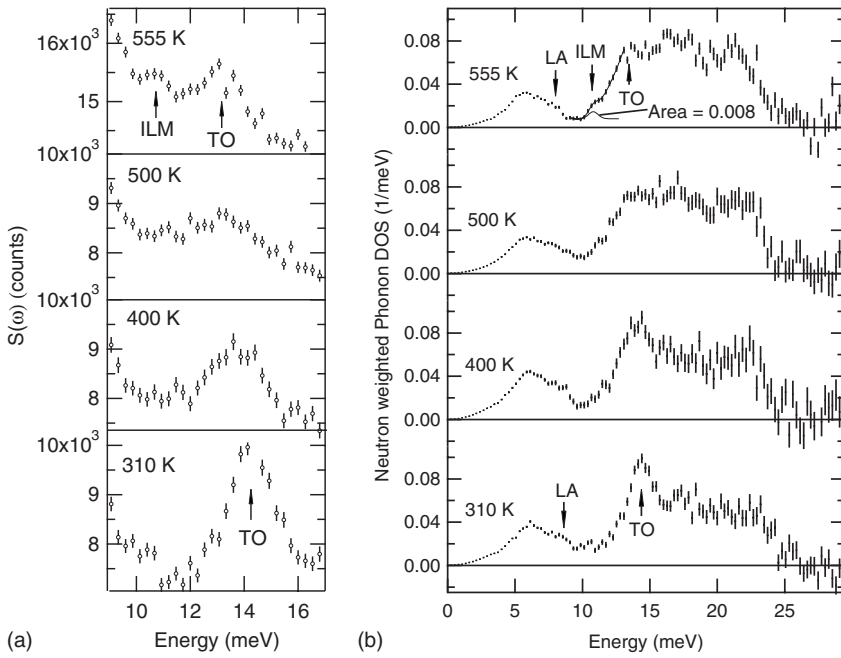 S(ω) (counts)
555 K
16x10³
15
10x10³
ILM
TO
500 K
9
8
10x10³
400 K
9
8
10x10³
310 K
9
8
TO
10
12
14
16
Energy (meV)
(a)
Neutron weighted Phonon DOS (1/meV)
555 K
0.08
0.04
0.00
LA
ILM
TO
Area = 0.008
500 K
0.08
0.04
0.00
400 K
0.08
0.04
0.00
310 K
0.08
0.04
0.00
LA
TO
0
5
10
15
20
25
Energy (meV)
(b)